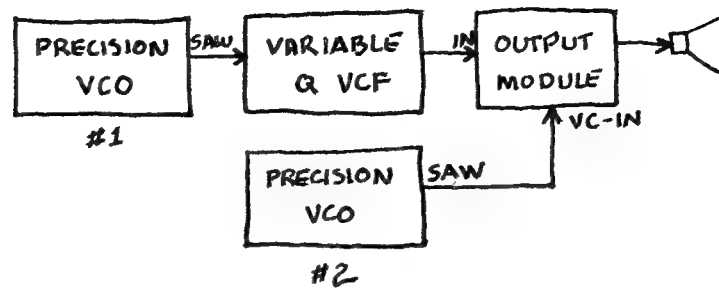 PRECISION
VCO
#1
SAW
VARIABLE
Q VCF
IN
OUTPUT
MODULE
VC-IN
PRECISION
VCO
#2
SAW